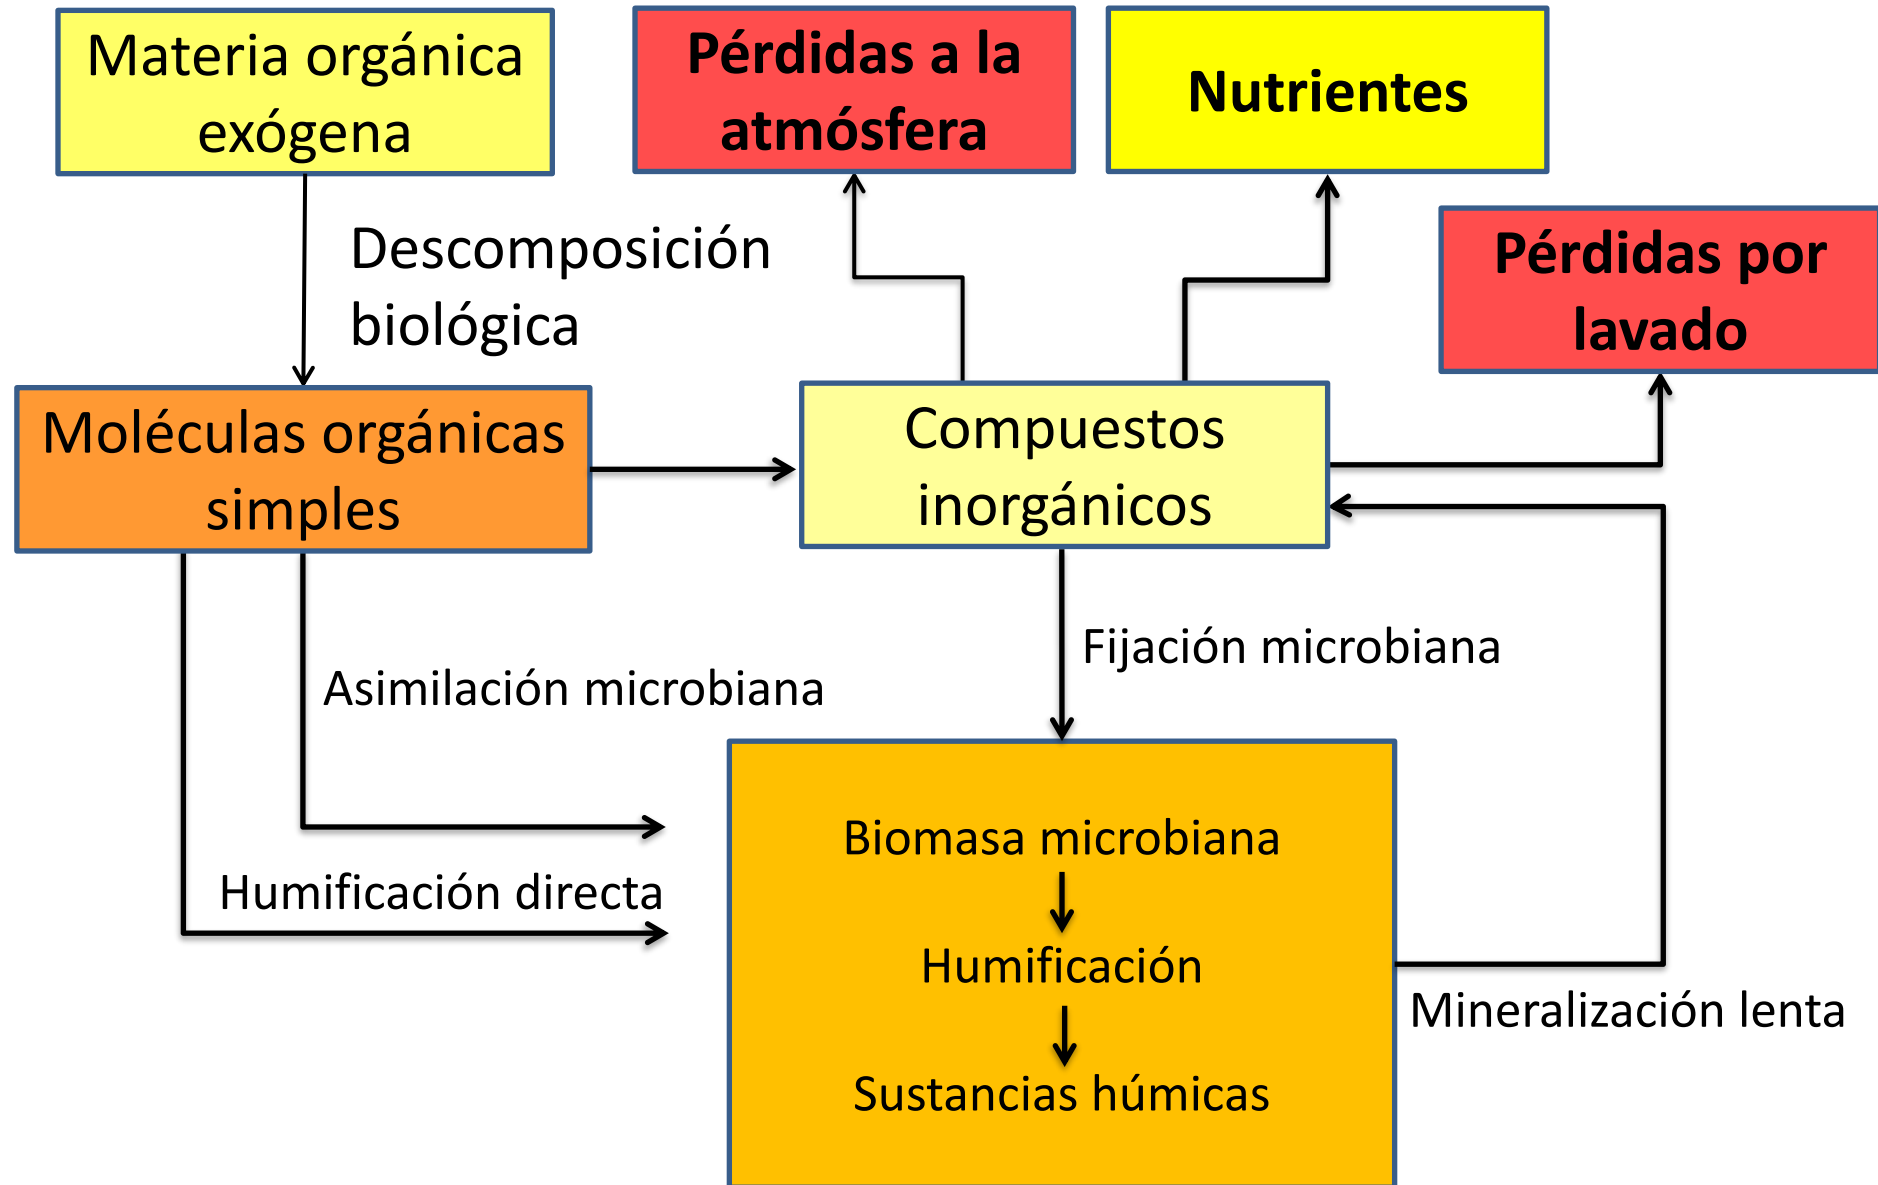 Materia orgánica
exógena
Pérdidas a la
atmósfera
Nutrientes
Pérdidas por
lavado
Descomposición
biológica
Moléculas orgánicas
simples
Compuestos
inorgánicos
Fijación microbiana
Asimilación microbiana
Biomasa microbiana
Humificación directa
Humificación
Mineralización lenta
Sustancias húmicas